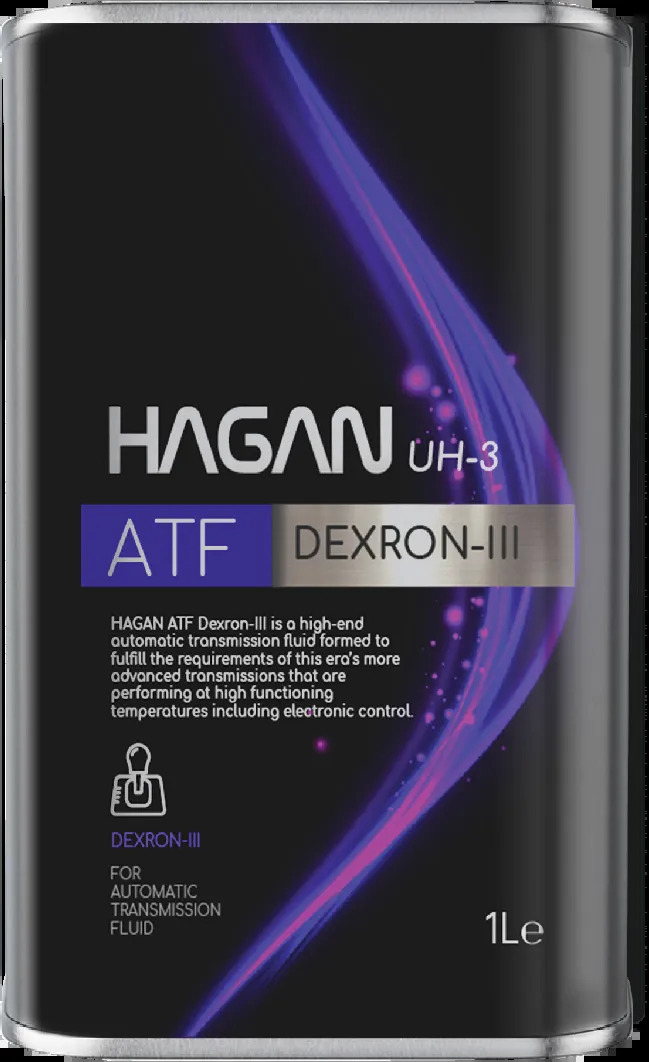 HAGAN UH-3
ATF DEXRON-III
HAGAN ATF Dexron-III is a high-end
automatic transmission fluid formed to
fulfill the requirements of this era's more
advanced transmissions that are
performing at high functioning
temperatures including electronic control.
DEXRON-III
FOR
AUTOMATIC
TRANSMISSION
FLUID
1Le